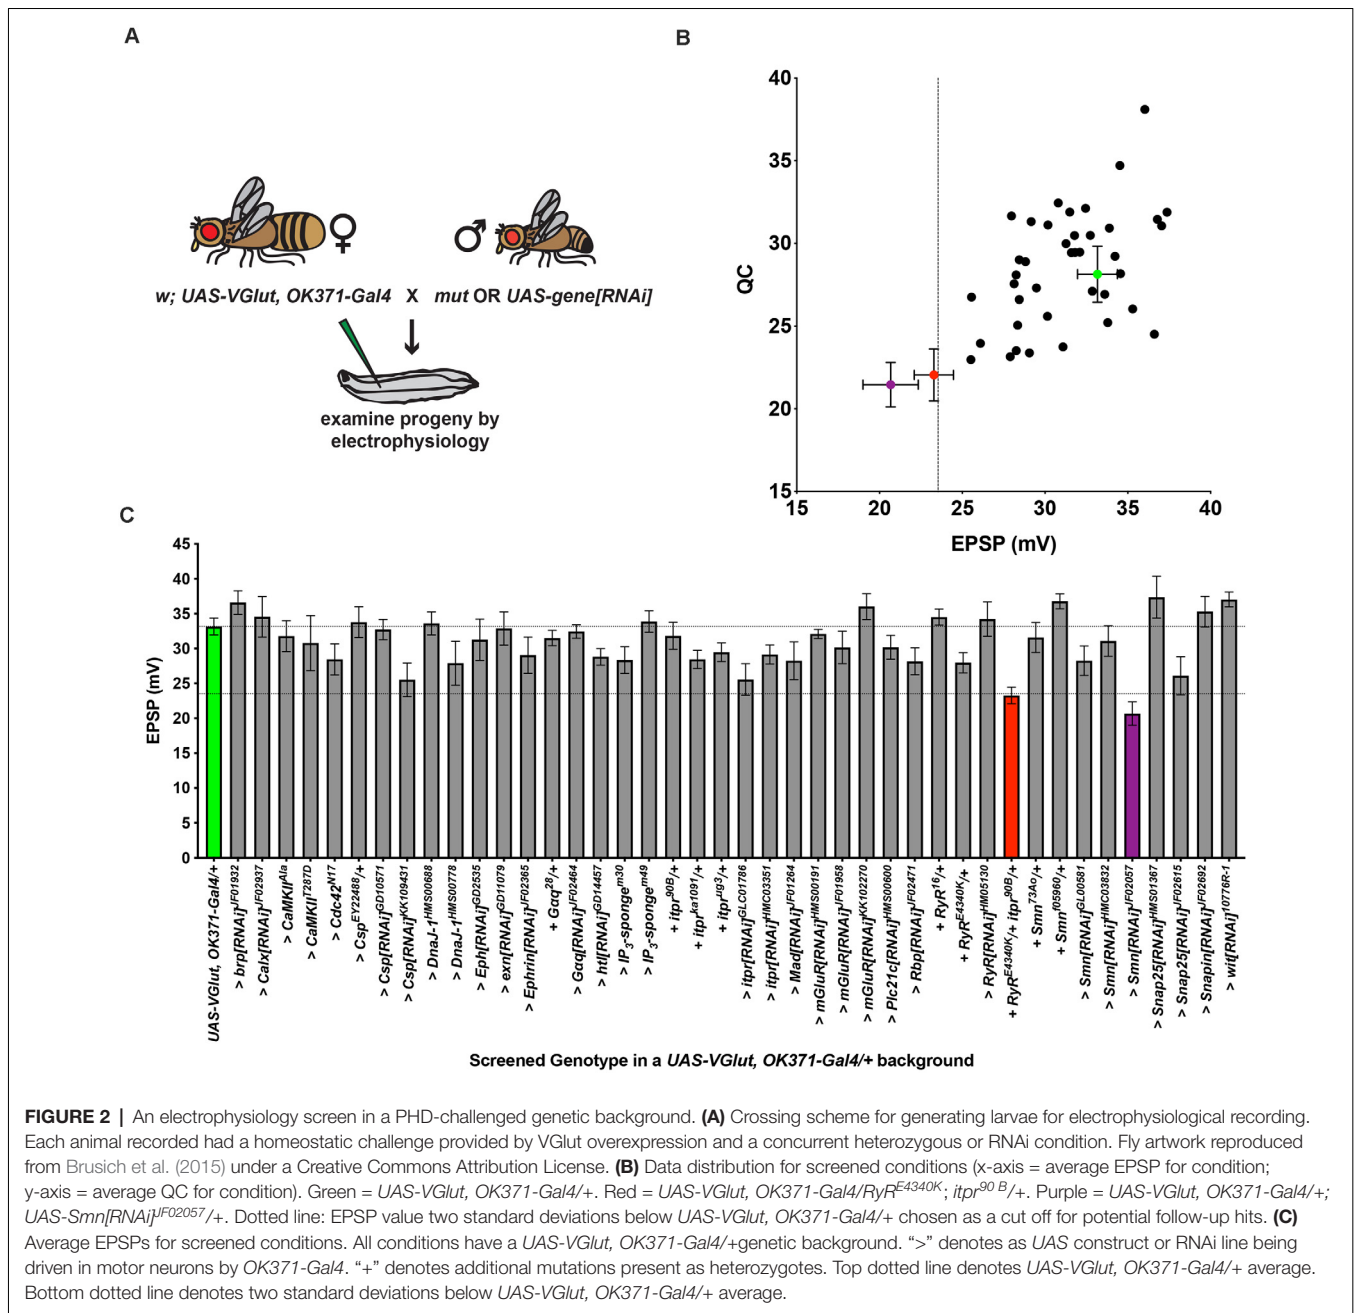 A
w; UAS-VGlut, OK371-Gal4 X mut OR UAS-gene[RNAi]
examine progeny by
electrophysiology
B
40
35
30
25
20
15
QC
15 20 25 30 35 40
EPSP (mV)
C
45
40
35
30
25
20
15
10
5
0
EPSP (mV)
UAS-VGlut, OK371-Gal4/+
> brp[RNAi]JF01932
> Calx[RNAi]JF02937
> CaMKIIAla
> CaMKIIT287D
> Cdc42N17
> CspEY22488/+
> Csp[RNAi]GD10571
> Csp[RNAi]KK109431
> DnaJ-1HMS00688
> DnaJ-1HMS00778
> Eph[RNAi]GD2535
> exn[RNAi]GD11079
> Ephrin[RNAi]JF02365
+ Gαq28/+
> Gαq[RNAi]JF02464
> htl[RNAi]GD14457
> IP3-spongem30
> IP3-spongem49
+ itpr90B/+
+ itprka1091/+
+ itprug3/+
> itpr[RNAi]GLC01786
> itpr[RNAi]HMC03351
> Mad[RNAi]JF01264
> mGluR[RNAi]HMS00191
> mGluR[RNAi]JF01958
> mGluR[RNAi]KK102270
> Plc21c[RNAi]HMS00600
> Rbp[RNAi]JF02471
+ RyR16/+
+ RyRE4340K/+
> RyR[RNAi]HM05130
+ RyRE4340K/+ itpr90B/+
+ Smn73Ao/+
+ Smnf05960/+
> Smn[RNAi]GL00581
> Smn[RNAi]HMC03832
> Smn[RNAi]JF02057
> Snap25[RNAi]HMS01367
> Snap25[RNAi]JF02615
> Snapin[RNAi]JF02692
> wit[RNAi]10776R-1
Screened Genotype in a UAS-VGlut, OK371-Gal4/+ background
FIGURE 2 | An electrophysiology screen in a PHD-challenged genetic background. (A) Crossing scheme for generating larvae for electrophysiological recording.
Each animal recorded had a homeostatic challenge provided by VGlut overexpression and a concurrent heterozygous or RNAi condition. Fly artwork reproduced
from Brusich et al. (2015) under a Creative Commons Attribution License. (B) Data distribution for screened conditions (x-axis = average EPSP for condition;
y-axis = average QC for condition). Green = UAS-VGlut, OK371-Gal4/+. Red = UAS-VGlut, OK371-Gal4/RyRE4340K; itpr90 B/+. Purple = UAS-VGlut, OK371-Gal4/+;
UAS-Smn[RNAi]JF02057/+. Dotted line: EPSP value two standard deviations below UAS-VGlut, OK371-Gal4/+ chosen as a cut off for potential follow-up hits. (C)
Average EPSPs for screened conditions. All conditions have a UAS-VGlut, OK371-Gal4/+genetic background. “>” denotes as UAS construct or RNAi line being
driven in motor neurons by OK371-Gal4. “+” denotes additional mutations present as heterozygotes. Top dotted line denotes UAS-VGlut, OK371-Gal4/+ average.
Bottom dotted line denotes two standard deviations below UAS-VGlut, OK371-Gal4/+ average.